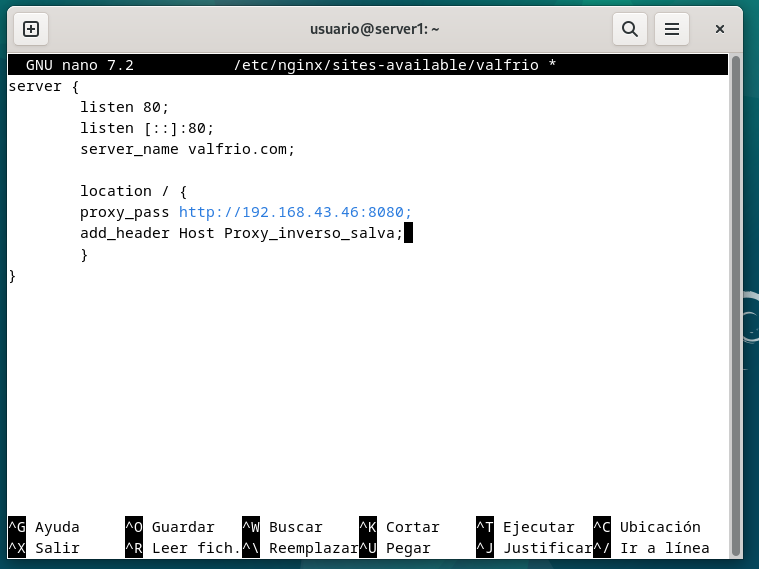 usuario@server1: ~
GNU nano 7.2 /etc/nginx/sites-available/valfrio *
server {
listen 80;
listen [::]:80;
server_name valfrio.com;
location / {
proxy_pass http://192.168.43.46:8080;
add_header Host Proxy_inverso_salva;
}
}
^G Ayuda ^O Guardar ^W Buscar ^K Cortar ^T Ejecutar ^C Ubicación
^X Salir ^R Leer fich. ^\ Reemplazar ^U Pegar ^J Justificar ^/ Ir a línea